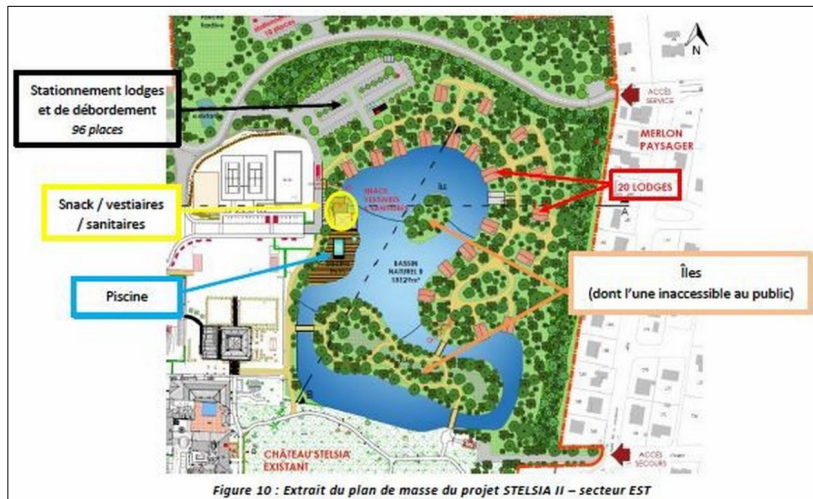 N
Stationnement lodges
et de débordement
96 places
ACCÈS
SERVICE
MERLON
PAYSAGER
20 LODGES
A
Snack / vestiaires
/ sanitaires
SNACK
VESTIAIRES
SANITAIRES
ÎLE
Piscine
BASSIN
NATUREL B
Îles
(dont l'une inaccessible au public)
B
CHÂTEAU STELSIA
EXISTANT
ACCÈS
SECOURS
Figure 10 : Extrait du plan de masse du projet STELSIA II – secteur EST